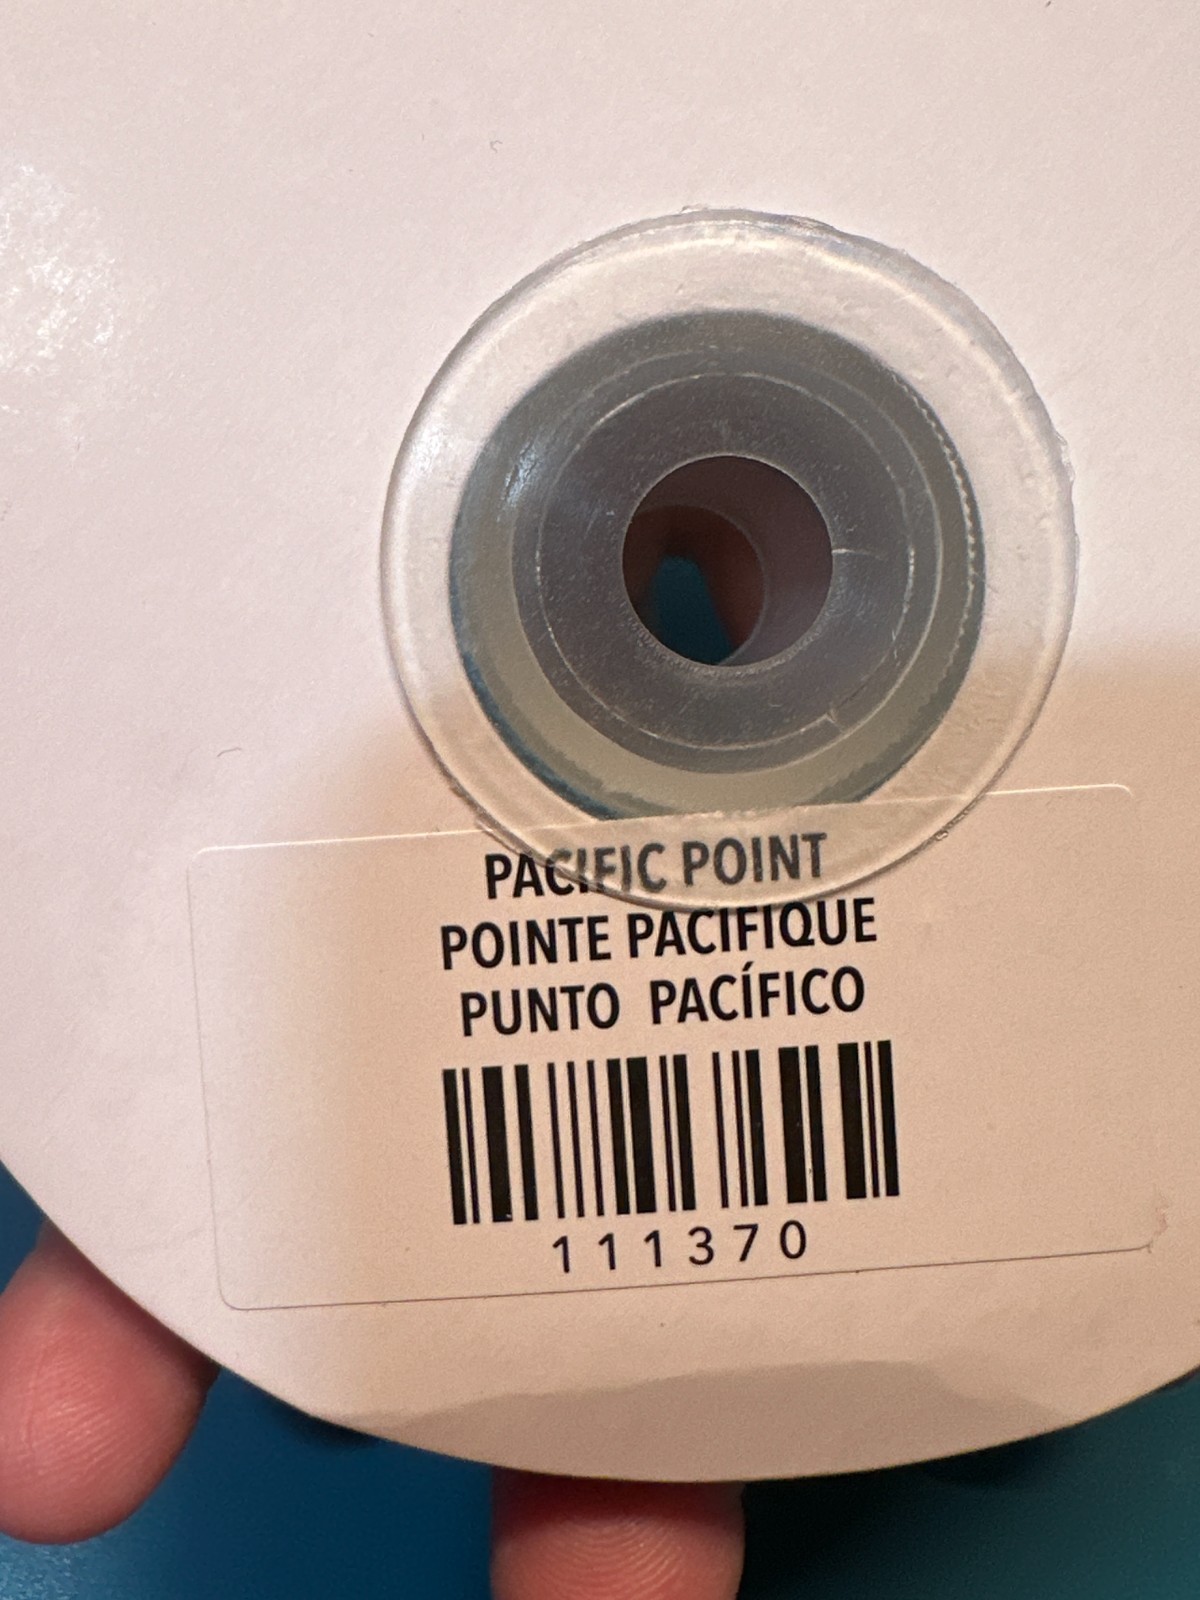 PACIFIC POINT
POINTE PACIFIQUE
PUNTO PACÍFICO
111370